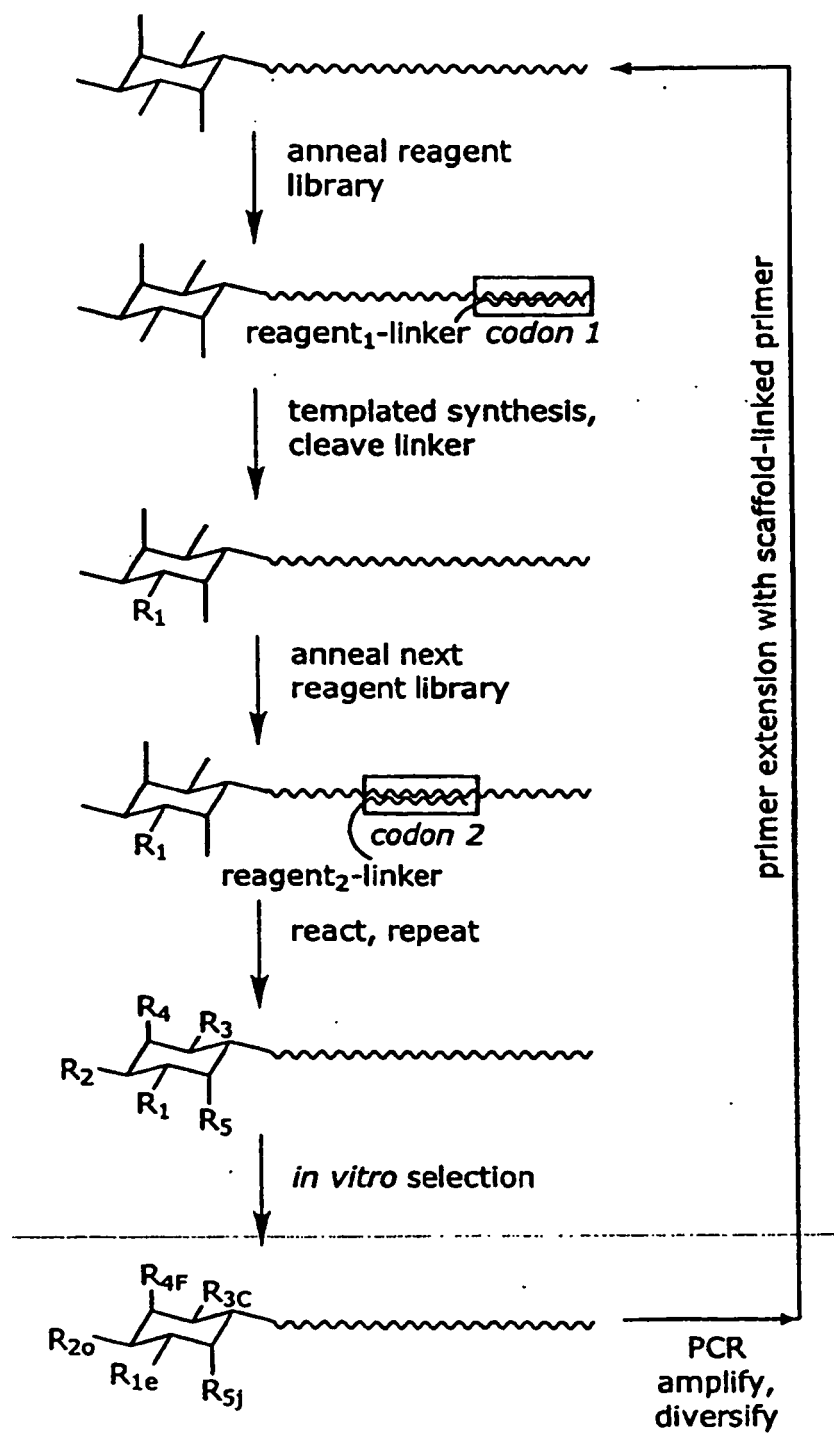 anneal reagent
library
reagent₁-linker codon 1
templated synthesis,
cleave linker
R₁
anneal next
reagent library
R₁
codon 2
reagent₂-linker
react, repeat
R₄
R₃
R₂
R₁
R₅
in vitro selection
R₄F
R₃C
R₂o
R₁e
R₅j
PCR
amplify,
diversify
primer extension with scaffold-linked primer